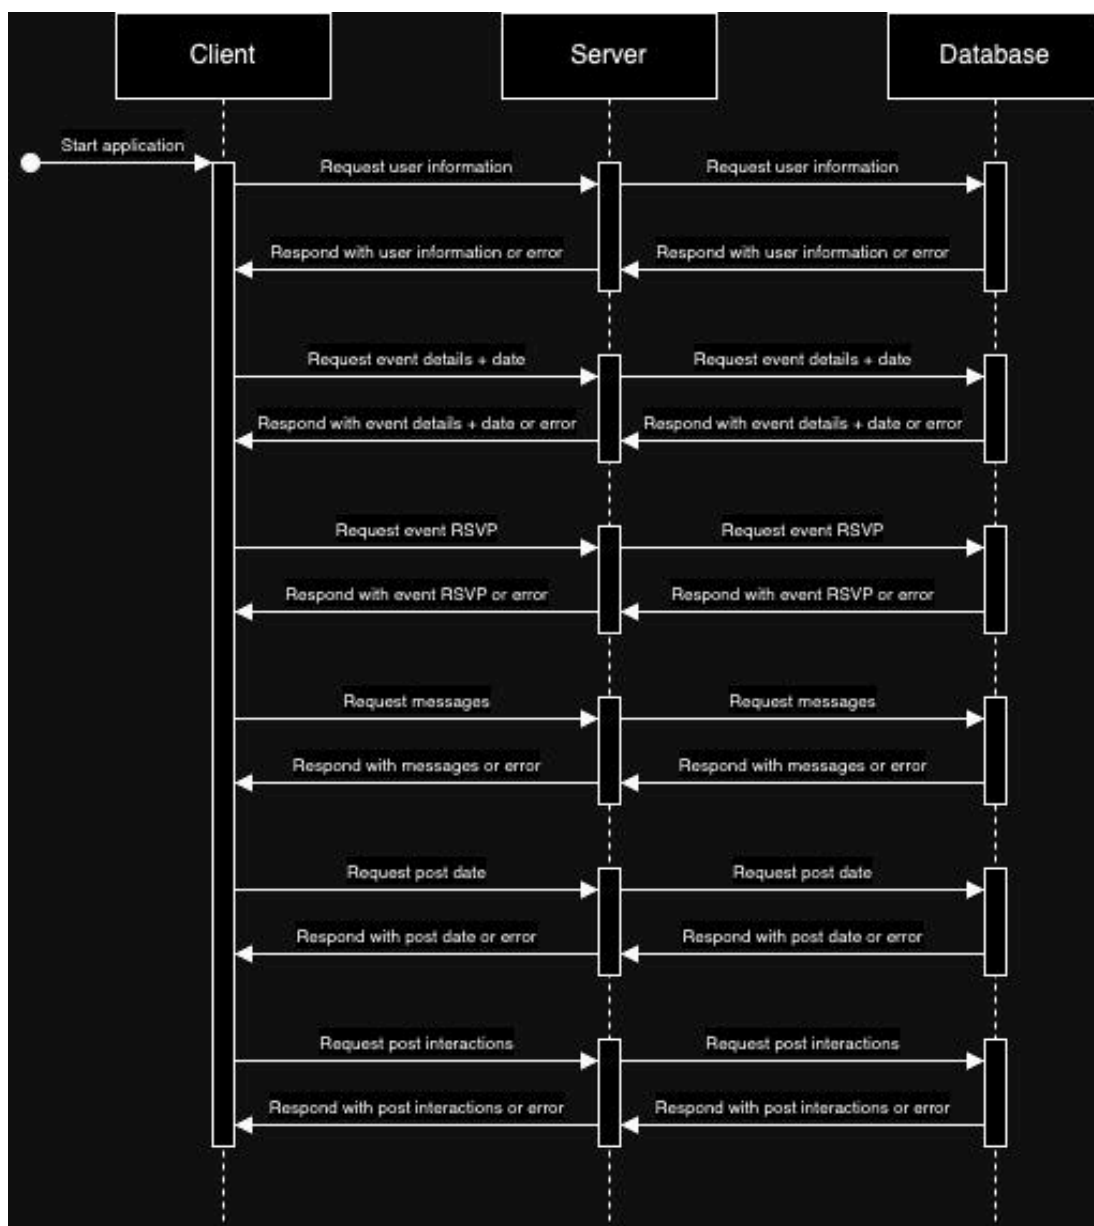 Client
Server
Database
Start application
Request user information
Request user information
Respond with user information or error
Respond with user information or error
Request event details + date
Request event details + date
Respond with event details + date or error
Respond with event details + date or error
Request event RSVP
Request event RSVP
Respond with event RSVP or error
Respond with event RSVP or error
Request messages
Request messages
Respond with messages or error
Respond with messages or error
Request post date
Request post date
Respond with post date or error
Respond with post date or error
Request post interactions
Request post interactions
Respond with post interactions or error
Respond with post interactions or error